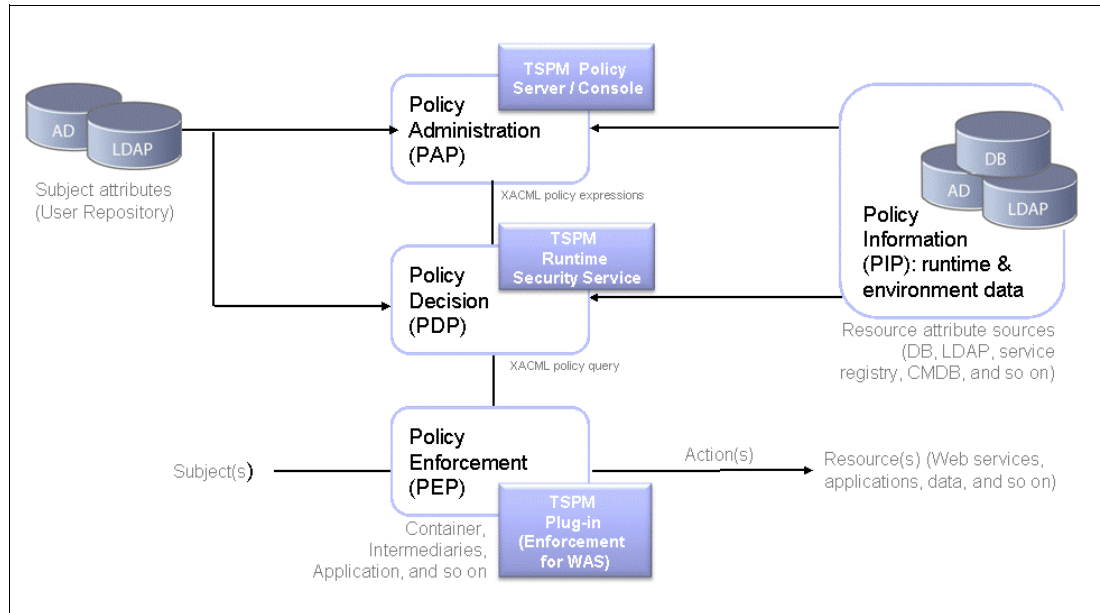 TSPM Policy
Server / Console
Policy
Administration
(PAP)
AD
LDAP
Subject attributes
(User Repository)
DB
AD
LDAP
Policy
Information
(PIP): runtime &
environment data
Resource attribute sources
(DB, LDAP, service
registry, CMDB, and so on)
XACML policy expressions
TSPM
Runtime
Security Service
Policy
Decision
(PDP)
XACML policy query
Policy
Enforcement
(PEP)
Subject(s)
Action(s)
Resource(s) (Web services,
applications, data, and so on)
TSPM
Plug-in
(Enforcement
for WAS)
Container,
Intermediaries,
Application, and so on